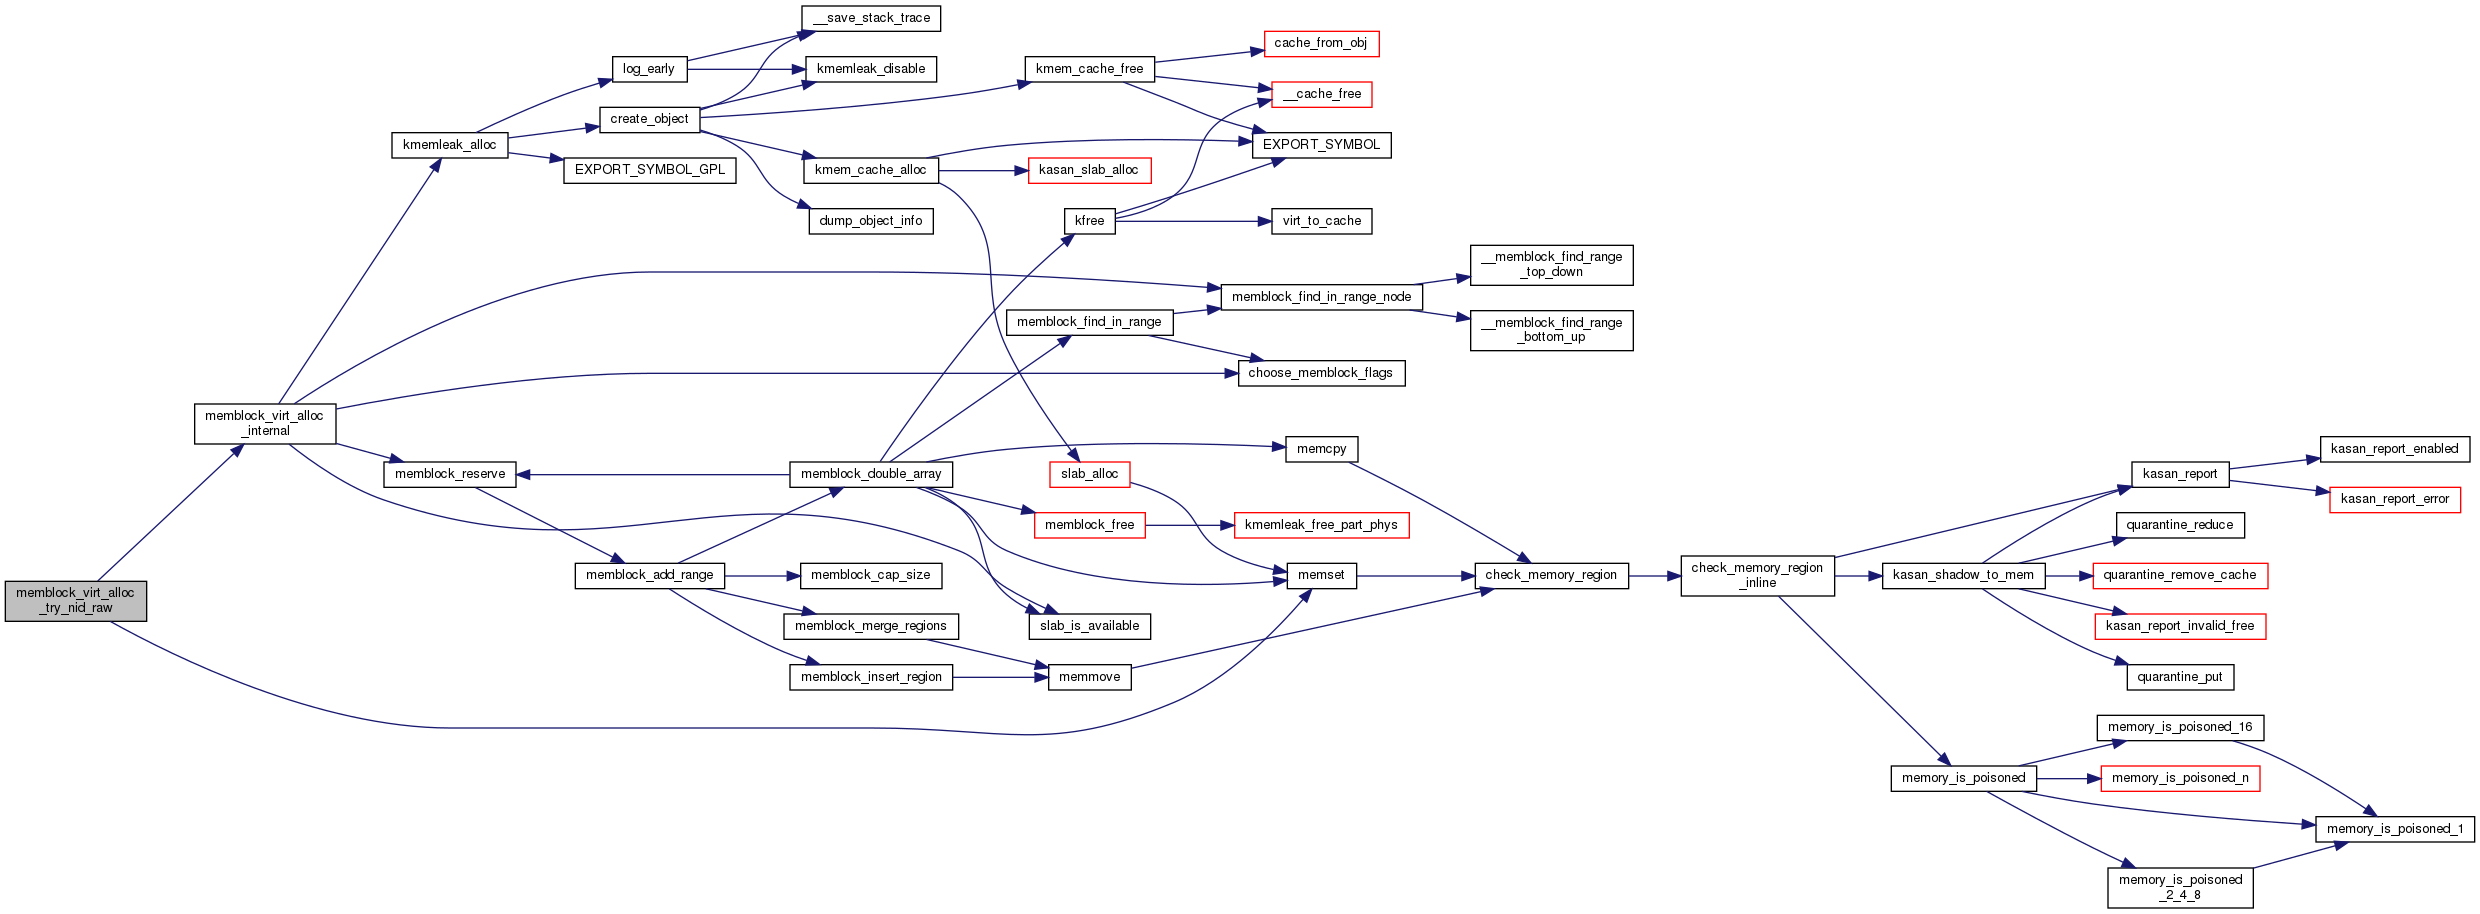 __save_stack_trace
cache_from_obj
log_early
kmemleak_disable
kmem_cache_free
__cache_free
create_object
kmemleak_alloc
EXPORT_SYMBOL
EXPORT_SYMBOL_GPL
kmem_cache_alloc
kasan_slab_alloc
dump_object_info
kfree
virt_to_cache
__memblock_find_range
_top_down
memblock_find_in_range_node
memblock_find_in_range
__memblock_find_range
_bottom_up
choose_memblock_flags
memblock_virt_alloc
_internal
memcpy
kasan_report_enabled
memblock_reserve
memblock_double_array
slab_alloc
kasan_report
kasan_report_error
memblock_free
kmemleak_free_part_phys
quarantine_reduce
memblock_add_range
memblock_cap_size
memset
check_memory_region
check_memory_region
_inline
kasan_shadow_to_mem
quarantine_remove_cache
memblock_virt_alloc
_try_nid_raw
memblock_merge_regions
slab_is_available
kasan_report_invalid_free
memblock_insert_region
memmove
quarantine_put
memory_is_poisoned_16
memory_is_poisoned
memory_is_poisoned_n
memory_is_poisoned_1
memory_is_poisoned
_2_4_8